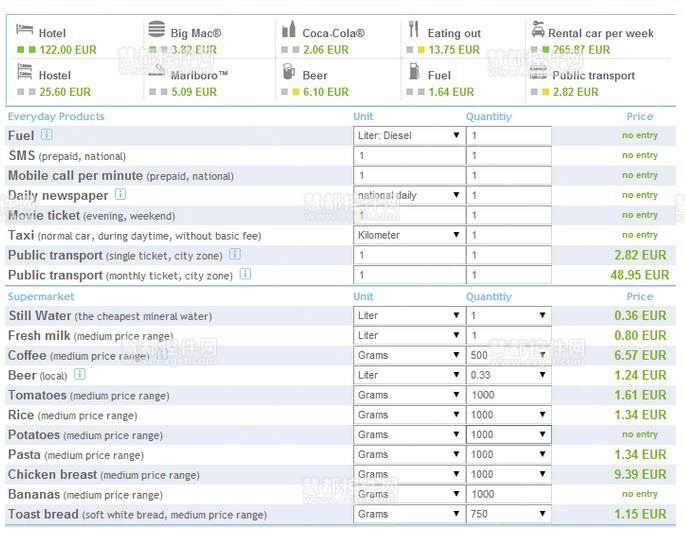 Hotel Big Mac® Coca-Cola® Eating out Rental car per week
122.00 EUR 3.82 EUR 2.06 EUR 13.75 EUR 265.87 EUR
Hostel Marlboro™ Beer Fuel Public transport
25.60 EUR 5.09 EUR 6.10 EUR 1.64 EUR 2.82 EUR
Everyday Products Unit Quantitiy Price
Fuel Liter: Diesel 1 no entry
SMS (prepaid, national) 1 1 no entry
Mobile call per minute (prepaid, national) 1 1 no entry
Daily newspaper national daily 1 no entry
Movie ticket (evening, weekend) 1 1 no entry
Taxi (normal car, during daytime, without basic fee) Kilometer 1 no entry
Public transport (single ticket, city zone) 1 1 2.82 EUR
Public transport (monthly ticket, city zone) 1 1 48.95 EUR
Supermarket Unit Quantitiy Price
Still Water (the cheapest mineral water) Liter 1 0.36 EUR
Fresh milk (medium price range) Liter 1 0.80 EUR
Coffee (medium price range) Grams 500 6.57 EUR
Beer (local) Liter 0.33 1.24 EUR
Tomatoes (medium price range) Grams 1000 1.61 EUR
Rice (medium price range) Grams 1000 1.34 EUR
Potatoes (medium price range) Grams 1000 no entry
Pasta (medium price range) Grams 1000 1.34 EUR
Chicken breast (medium price range) Grams 1000 9.39 EUR
Bananas (medium price range) Grams 1000 no entry
Toast bread (soft white bread, medium price range) Grams 750 1.15 EUR
慧都控件网
www.evget.com